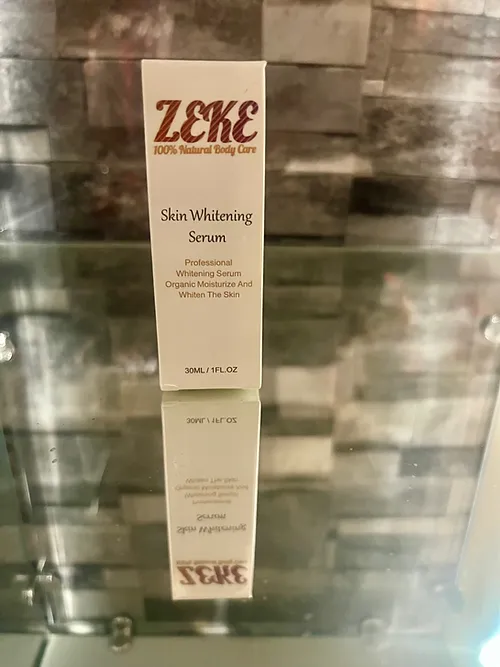 ZEKE
100% Natural Body Care
Skin Whitening
Serum
Professional
Whitening Serum
Organic Moisturize And
Whiten The Skin
30ML / 1FL.OZ